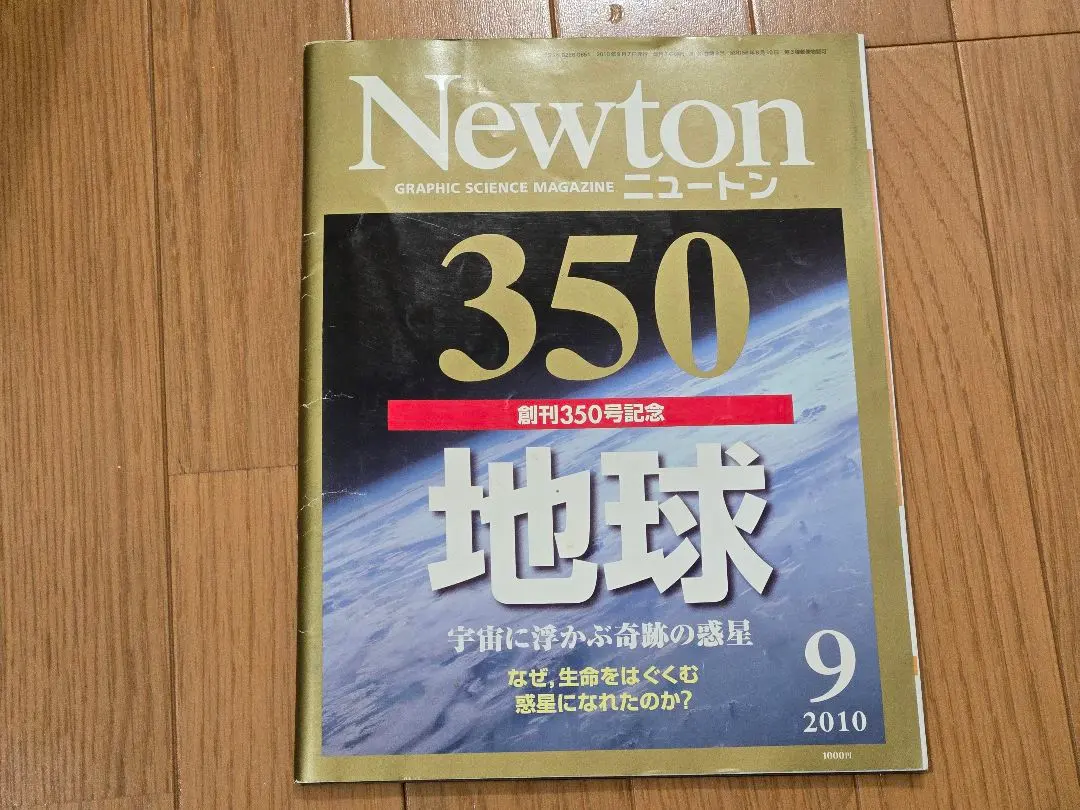 Newton
GRAPHIC SCIENCE MAGAZINE ニュートン
350
創刊350号記念
地球
宇宙に浮かぶ奇跡の惑星
なぜ,生命をはぐくむ
惑星になれたのか?
9
2010
1000円